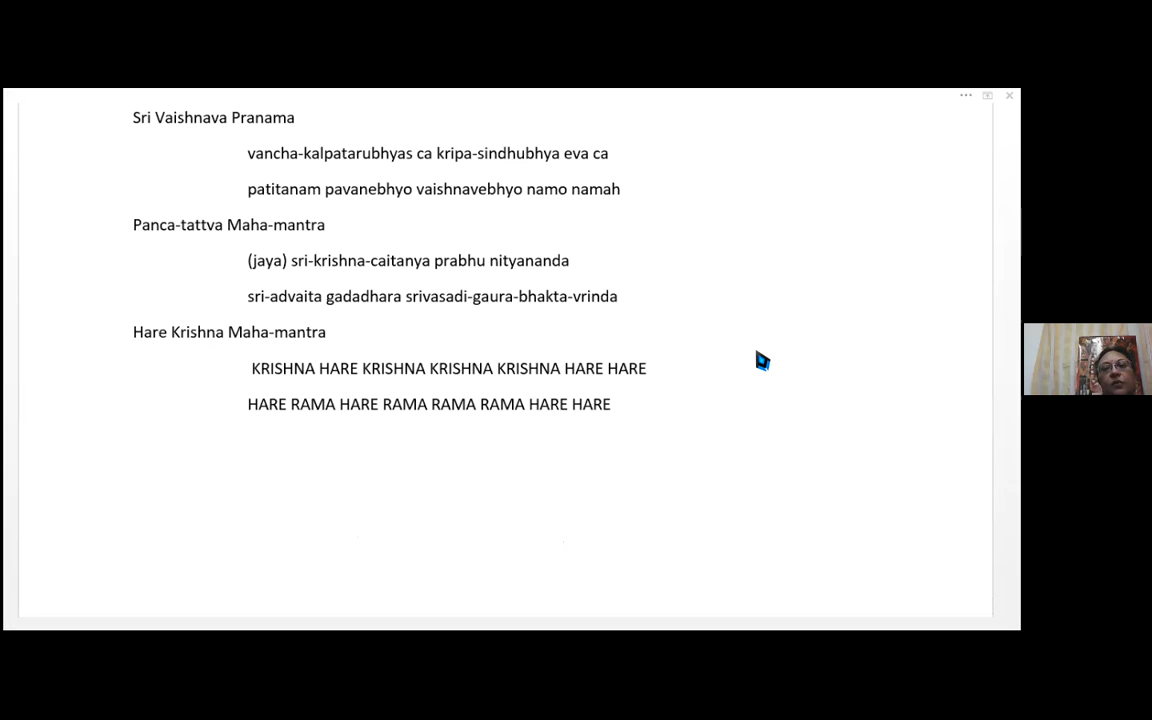 Sri Vaishnava Pranama
vancha-kalpatarubhyas ca kripa-sindhubhya eva ca
patitanam pavanebhyo vaishnavebhyo namo namah
Panca-tattva Maha-mantra
(jaya) sri-krishna-caitanya prabhu nityananda
sri-advaita gadadhara srivasadi-gaura-bhakta-vrinda
Hare Krishna Maha-mantra
KRISHNA HARE KRISHNA KRISHNA KRISHNA HARE HARE
HARE RAMA HARE RAMA RAMA RAMA HARE HARE